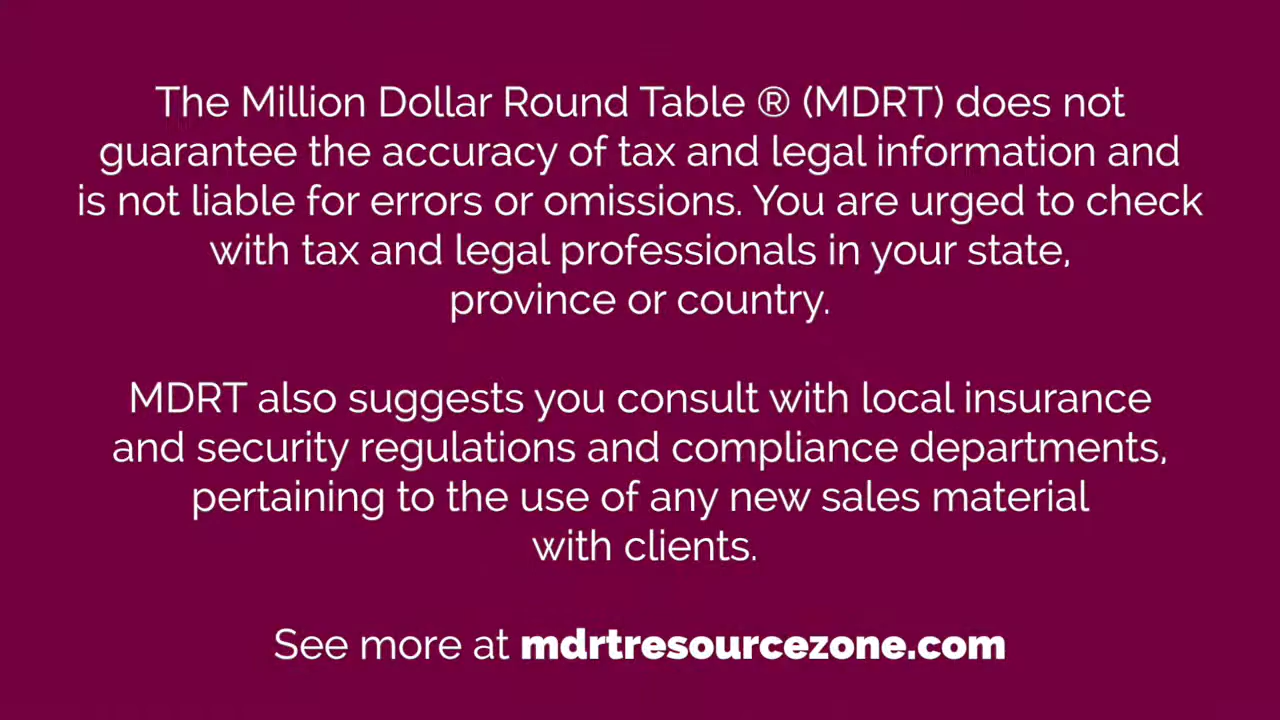 The Million Dollar Round Table ® (MDRT) does not
guarantee the accuracy of tax and legal information and
is not liable for errors or omissions. You are urged to check
with tax and legal professionals in your state,
province or country.
MDRT also suggests you consult with local insurance
and security regulations and compliance departments,
pertaining to the use of any new sales material
with clients.
See more at mdrtresourcezone.com